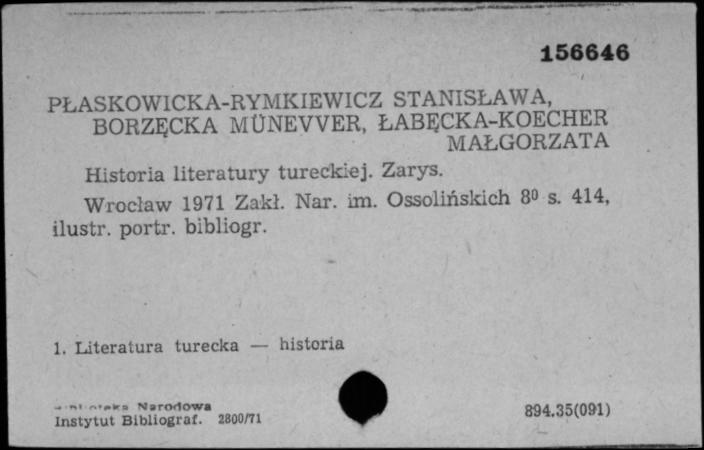 156646
PŁASKOWICKA-RYMKIEWICZ STANISŁAWA,
BORZĘCKA MÜNEVVER, ŁABĘCKA-KOECHER
MAŁGORZATA
Historia literatury tureckiej. Zarys.
Wrocław 1971 Zakł. Nar. im. Ossolińskich 8⁰ s. 414,
ilustr. portr. bibliogr.
1. Literatura turecka — historia
Narodowa
Instytut Bibliograf. 2800/71
894.35(091)